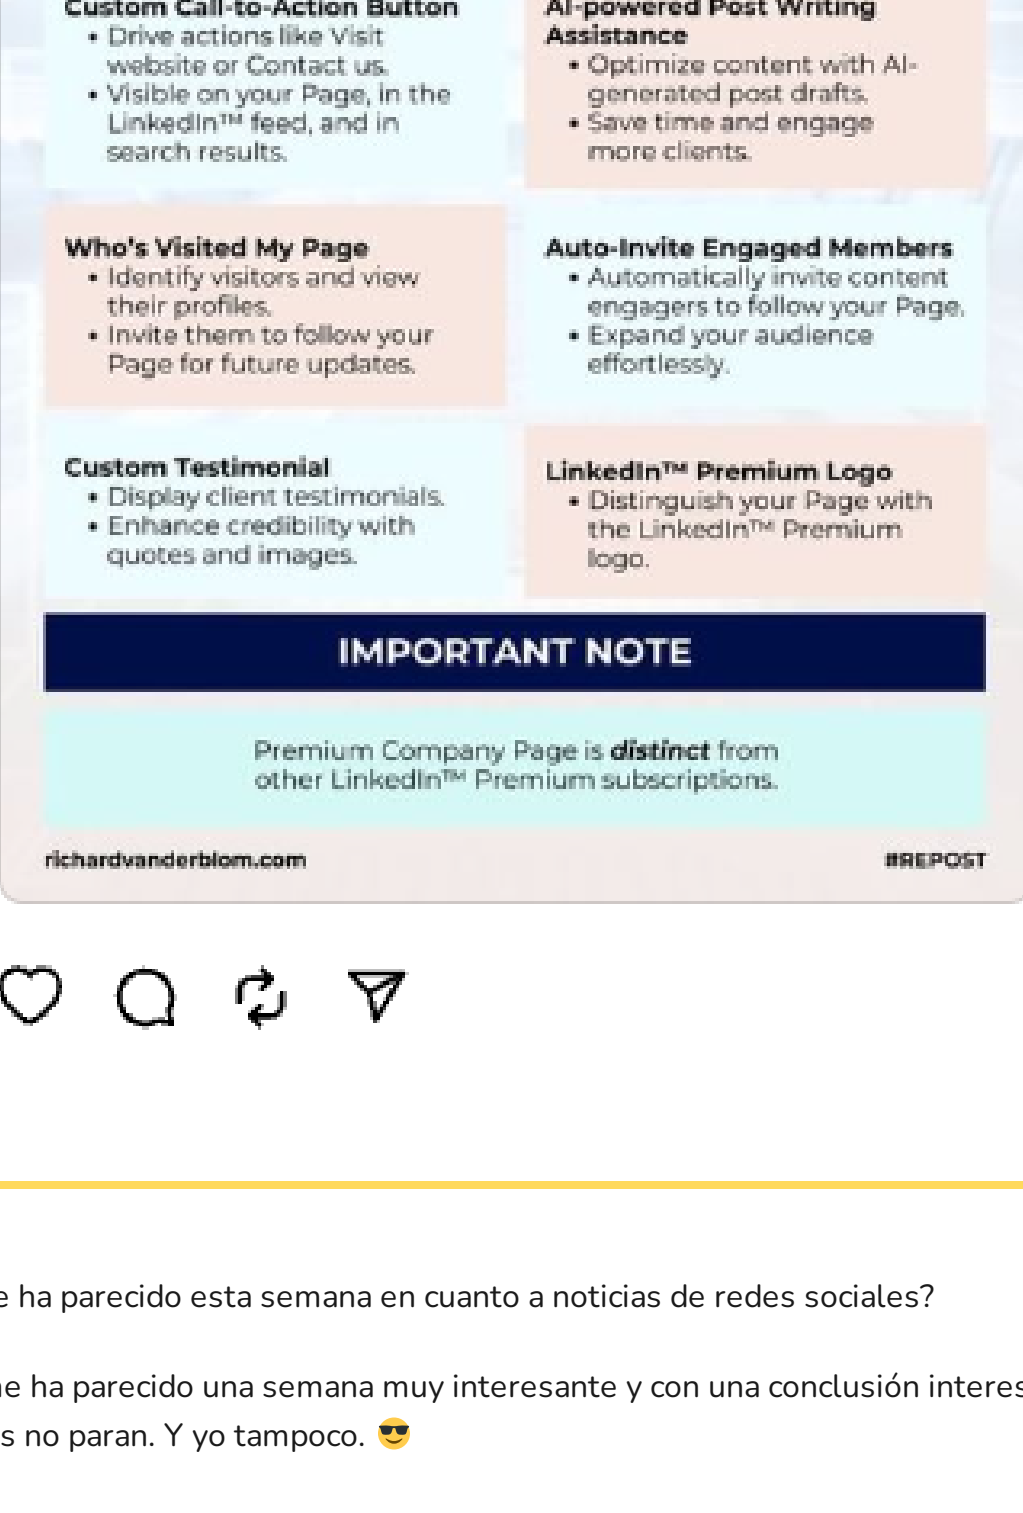 Custom Call-to-Action Button
• Drive actions like Visit
website or Contact us.
• Visible on your Page, in the
LinkedIn™ feed, and in
search results.
AI-powered Post Writing
Assistance
• Optimize content with AI-
generated post drafts.
• Save time and engage
more clients.
Who's Visited My Page
• Identify visitors and view
their profiles.
• Invite them to follow your
Page for future updates.
Auto-Invite Engaged Members
• Automatically invite content
engagers to follow your Page.
• Expand your audience
effortlessly.
Custom Testimonial
• Display client testimonials.
• Enhance credibility with
quotes and images.
LinkedIn™ Premium Logo
• Distinguish your Page with
the LinkedIn™ Premium
logo.
IMPORTANT NOTE
Premium Company Page is distinct from
other LinkedIn™ Premium subscriptions.
richardvanderblom.com
#REPOST
e ha parecido esta semana en cuanto a noticias de redes sociales?
e ha parecido una semana muy interesante y con una conclusión interes
s no paran. Y yo tampoco. 😎